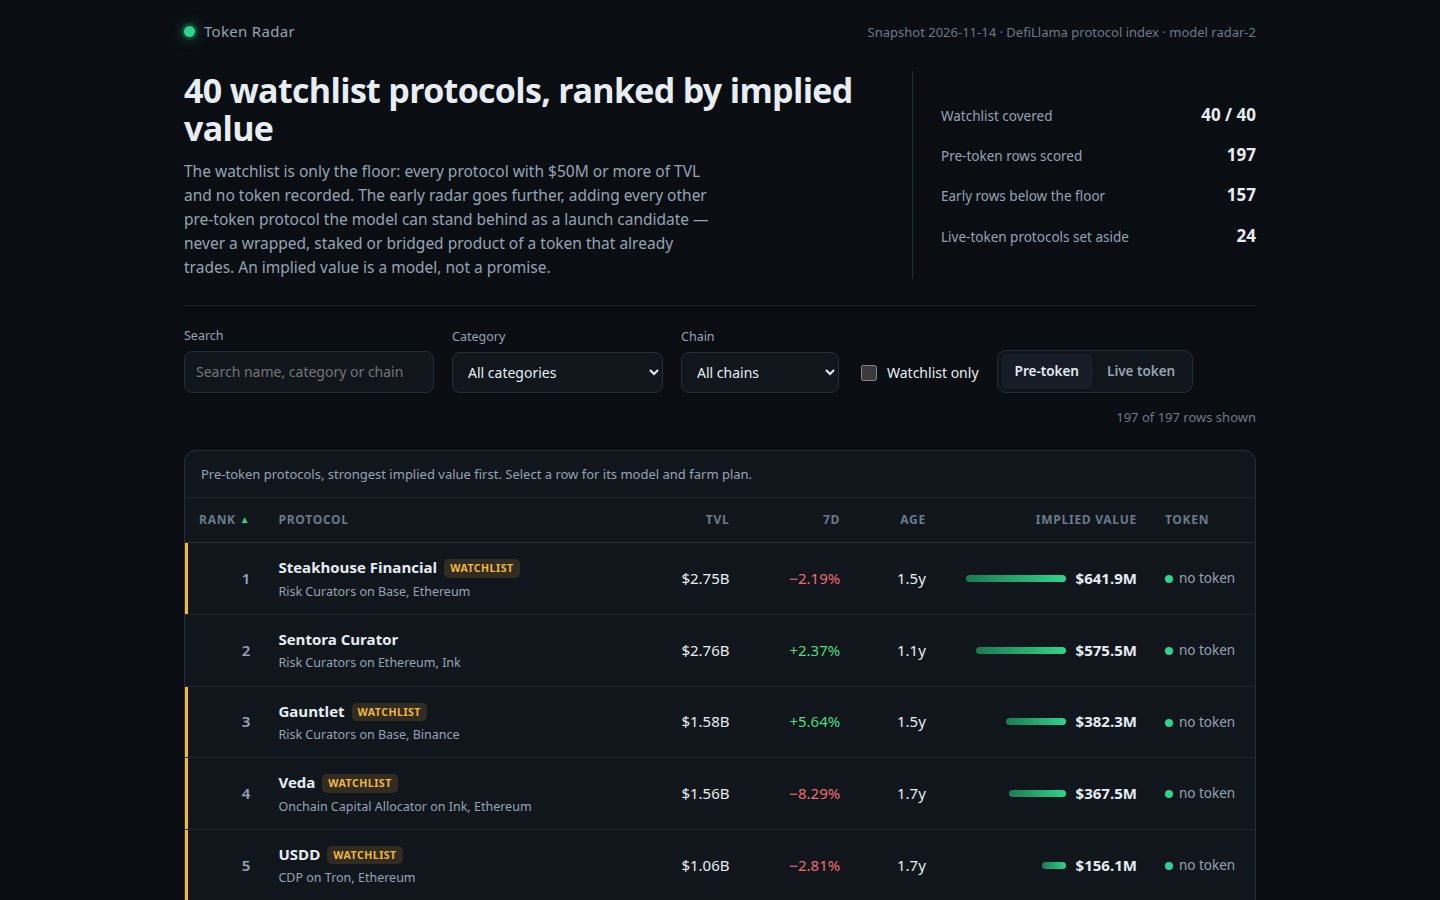 Token Radar
Snapshot 2026-11-14 · DefiLlama protocol index · model radar-2
40 watchlist protocols, ranked by implied
value
The watchlist is only the floor: every protocol with $50M or more of TVL
and no token recorded. The early radar goes further, adding every other
pre-token protocol the model can stand behind as a launch candidate —
never a wrapped, staked or bridged product of a token that already
trades. An implied value is a model, not a promise.
Watchlist covered 40 / 40
Pre-token rows scored 197
Early rows below the floor 157
Live-token protocols set aside 24
Search
Category
Chain
Search name, category or chain
All categories
All chains
Watchlist only
Pre-token
Live token
197 of 197 rows shown
Pre-token protocols, strongest implied value first. Select a row for its model and farm plan.
RANK ▲ PROTOCOL TVL 7D AGE IMPLIED VALUE TOKEN
1 Steakhouse Financial WATCHLIST $2.75B −2.19% 1.5y $641.9M no token
Risk Curators on Base, Ethereum
2 Sentora Curator $2.76B +2.37% 1.1y $575.5M no token
Risk Curators on Ethereum, Ink
3 Gauntlet WATCHLIST $1.58B +5.64% 1.5y $382.3M no token
Risk Curators on Base, Binance
4 Veda WATCHLIST $1.56B −8.29% 1.7y $367.5M no token
Onchain Capital Allocator on Ink, Ethereum
5 USDD WATCHLIST $1.06B −2.81% 1.7y $156.1M no token
CDP on Tron, Ethereum